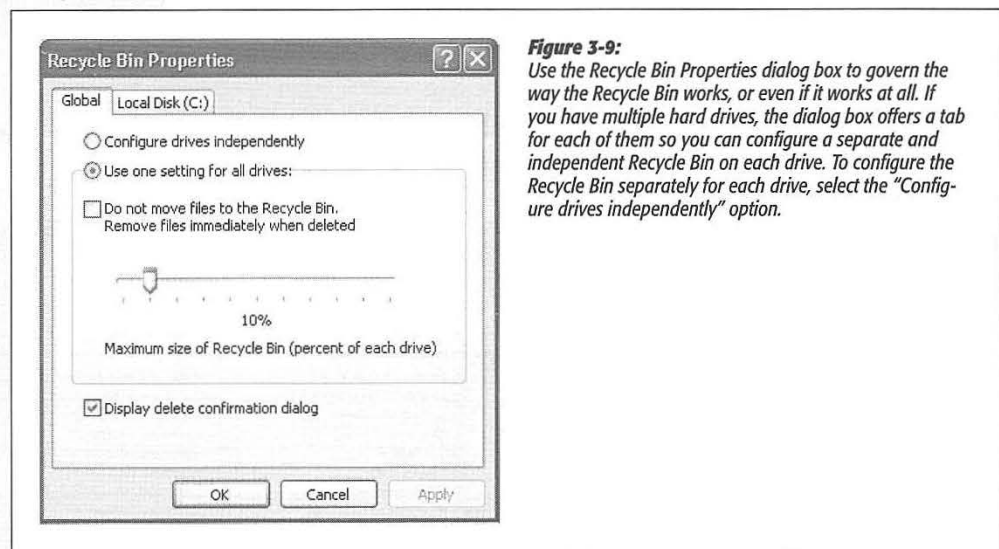 Recycle Bin Properties
Global
Local Disk (C:)
Configure drives independently
Use one setting for all drives:
Do not move files to the Recycle Bin.
Remove files immediately when deleted
10%
Maximum size of Recycle Bin (percent of each drive)
Display delete confirmation dialog
OK
Cancel
Apply
Figure 3-9:
Use the Recycle Bin Properties dialog box to govern the
way the Recycle Bin works, or even if it works at all. If
you have multiple hard drives, the dialog box offers a tab
for each of them so you can configure a separate and
independent Recycle Bin on each drive. To configure the
Recycle Bin separately for each drive, select the “Config-
ure drives independently” option.